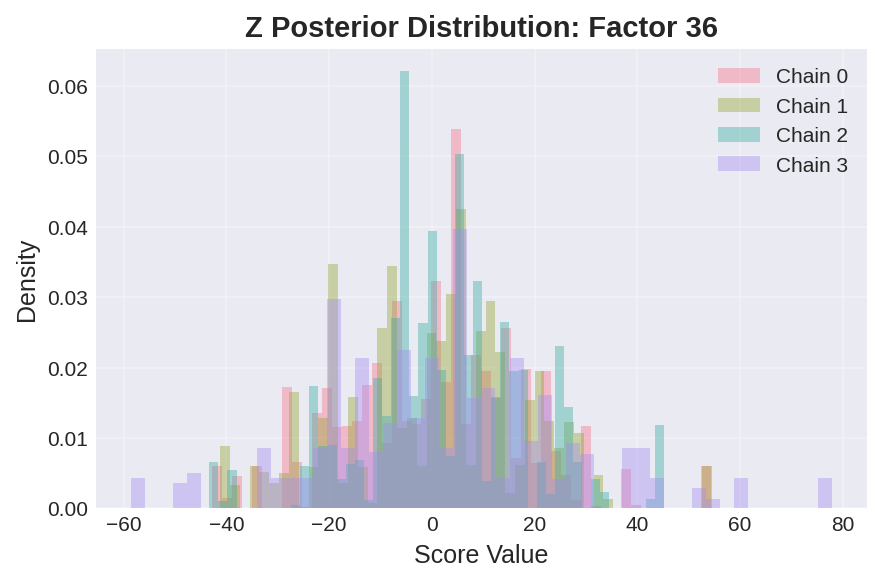 Z Posterior Distribution: Factor 36
Chain 0
Chain 1
Chain 2
Chain 3
Density
0.06
0.05
0.04
0.03
0.02
0.01
0.00
−60 −40 −20 0 20 40 60 80
Score Value